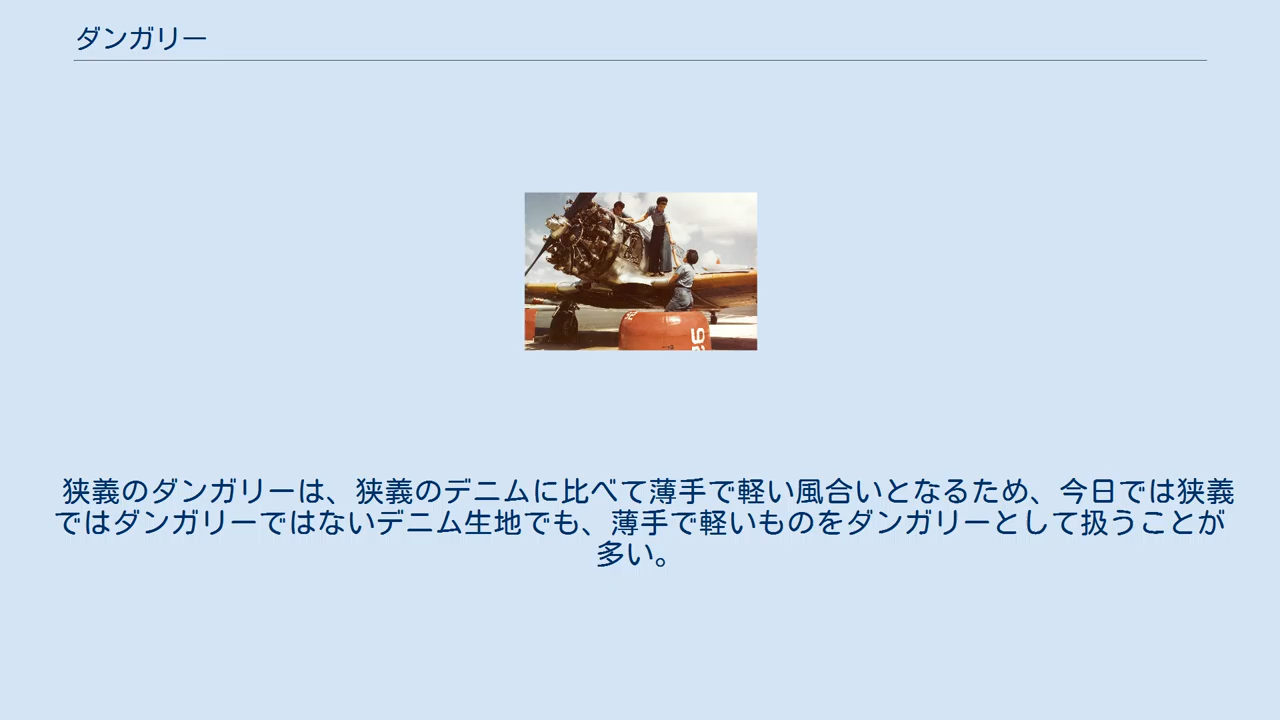 ダンガリー
狭義のダンガリーは、狭義のデニムに比べて薄手で軽い風合いとなるため、今日では狭義
ではダンガリーではないデニム生地でも、薄手で軽いものをダンガリーとして扱うことが
多い。